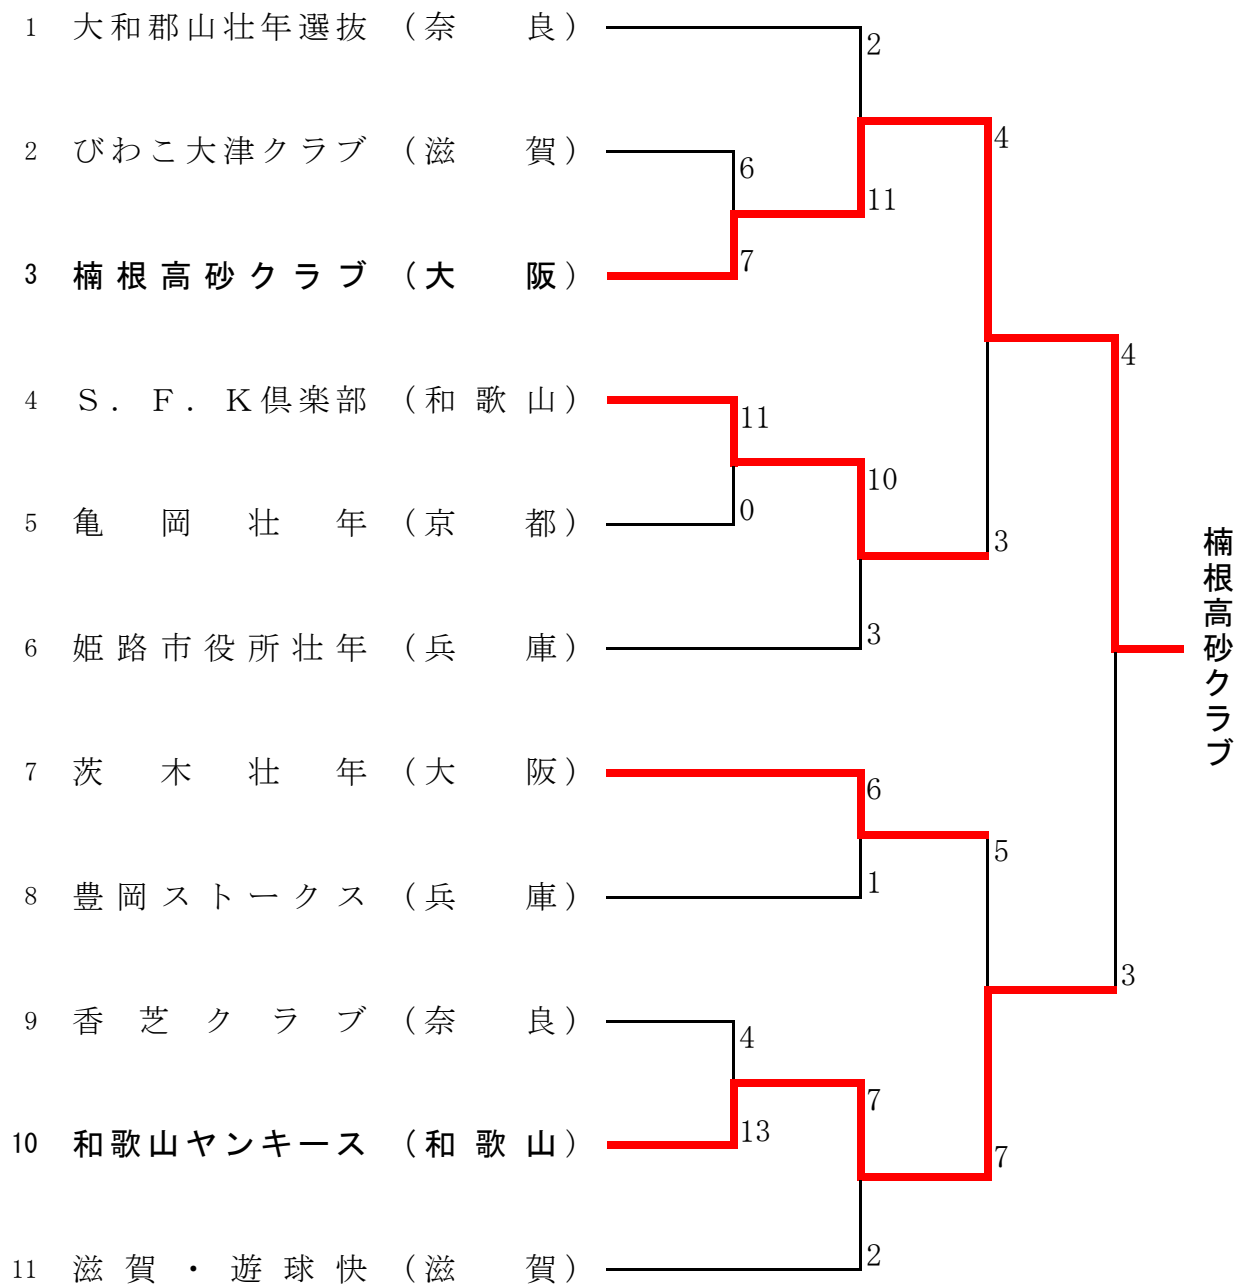 1 大和郡山壮年選抜 (奈良)
2
2 びわこ大津クラブ (滋賀)
6
4
11
3 楠根高砂クラブ (大阪)
7
4
4 S．F．K倶楽部 (和歌山)
11
10
5 亀岡壮年 (京都)
0
3
6 姫路市役所壮年 (兵庫)
3
楠根高砂クラブ
7 茨木壮年 (大阪)
6
5
8 豊岡ストークス (兵庫)
1
3
9 香芝クラブ (奈良)
4
7
10 和歌山ヤンキース (和歌山)
13
7
11 滋賀・遊球快 (滋賀)
2